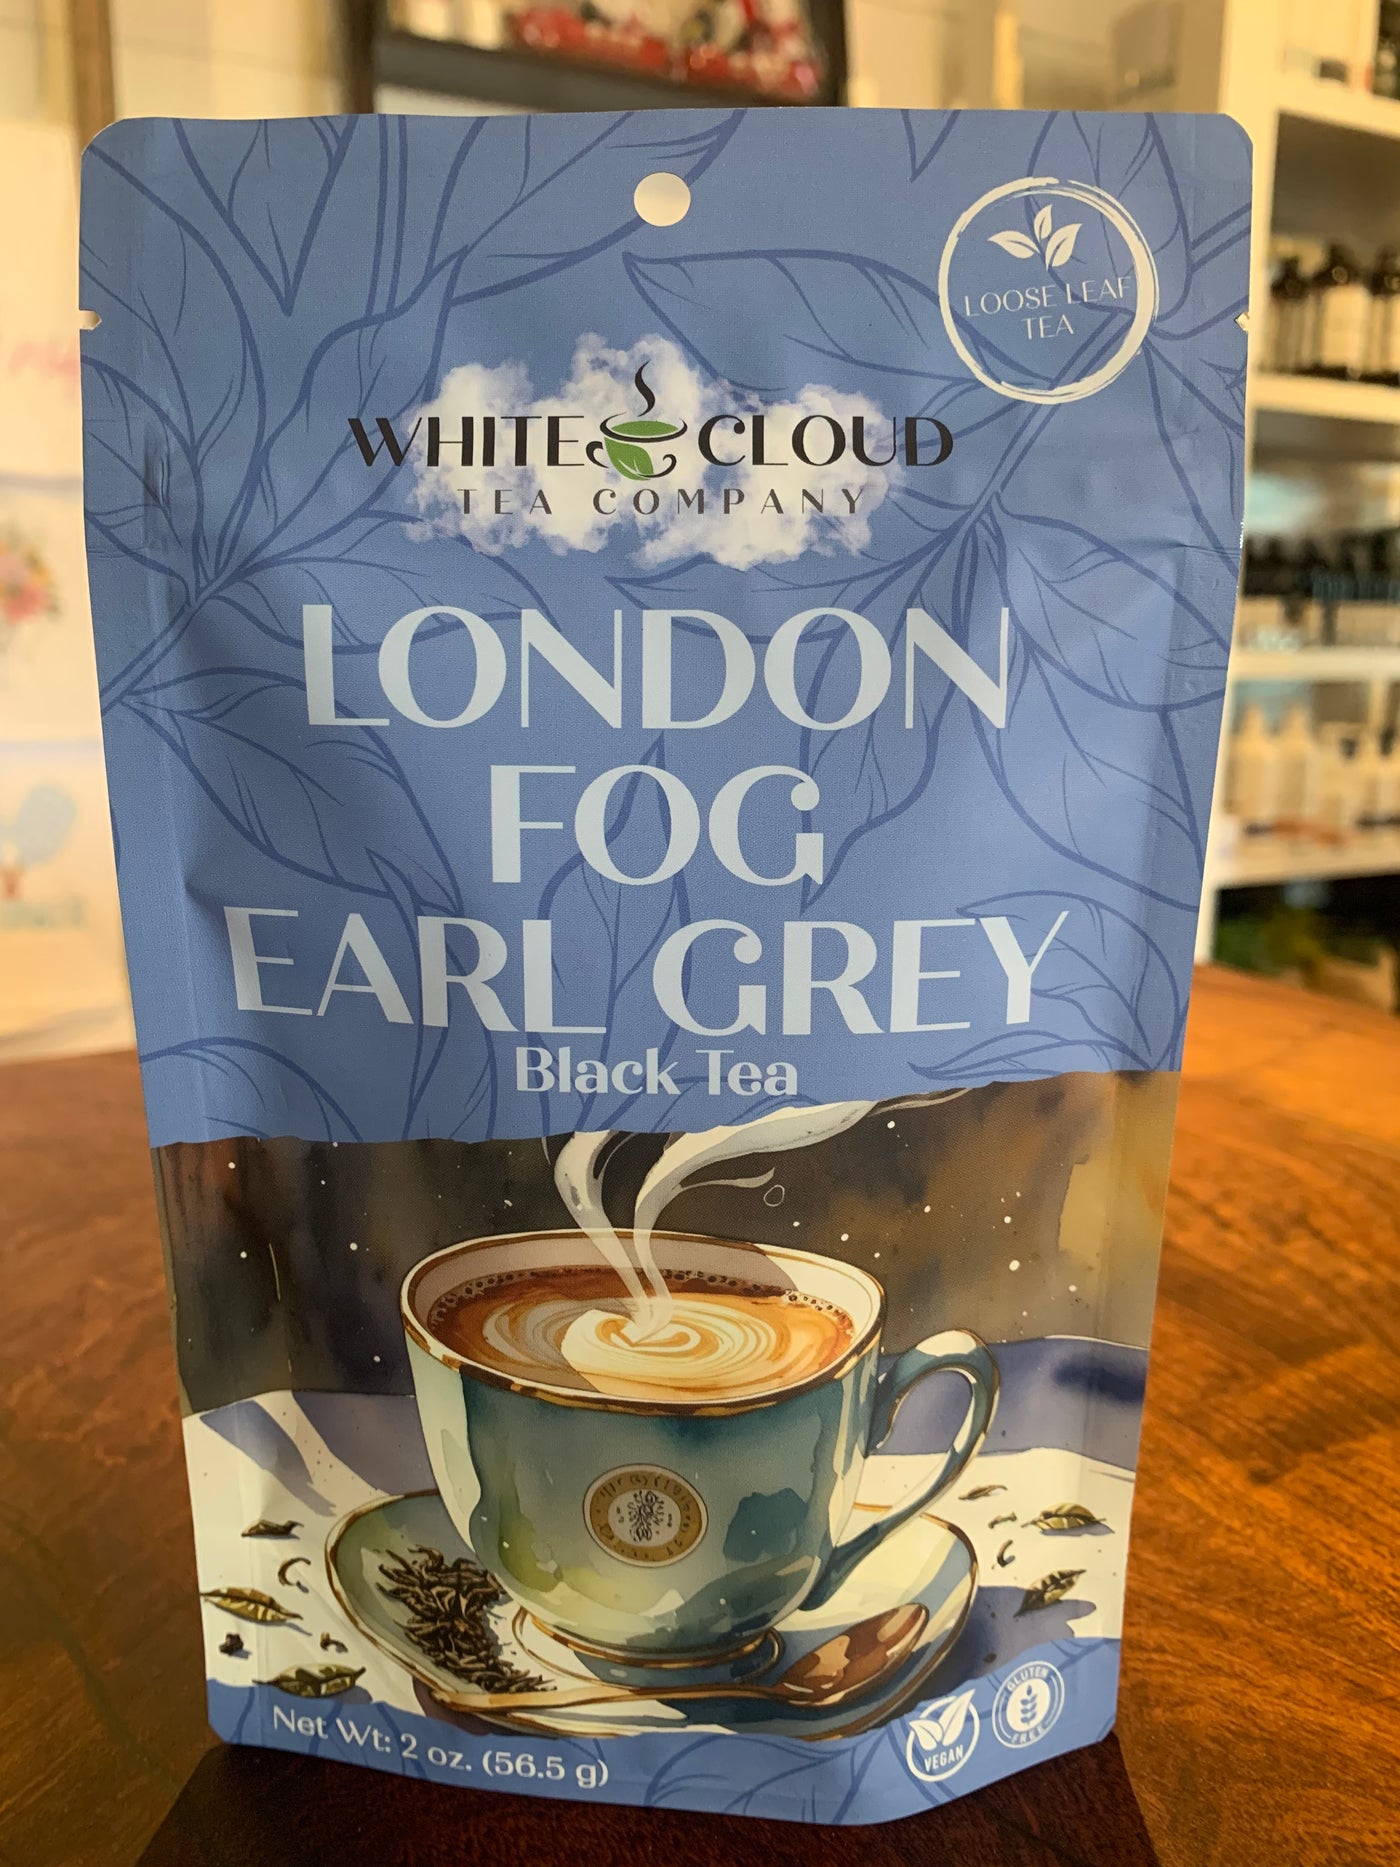 LOOSE LEAF
TEA
WHITE CLOUD
TEA COMPANY
LONDON
FOG
EARL GREY
Black Tea
Net Wt: 2 oz. (56.5 g)
VEGAN
GLUTEN
FREE